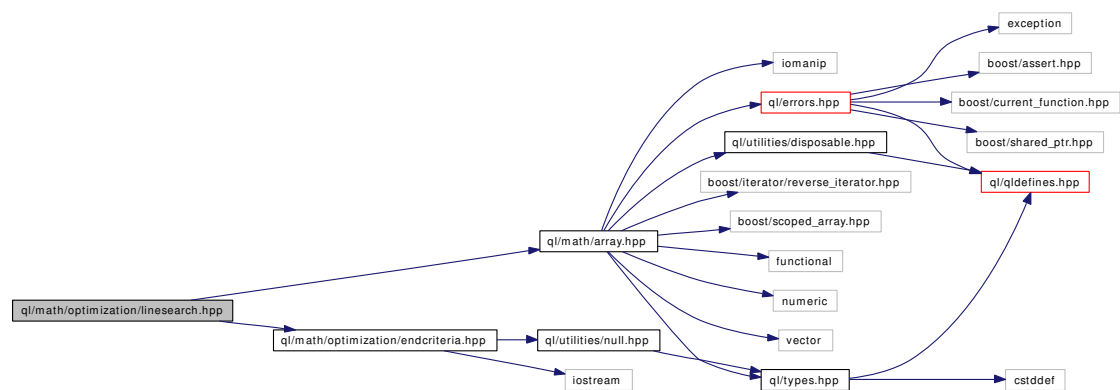 exception
iomanip
boost/assert.hpp
ql/errors.hpp
boost/current_function.hpp
ql/utilities/disposable.hpp
boost/shared_ptr.hpp
boost/iterator/reverse_iterator.hpp
ql/qldefines.hpp
boost/scoped_array.hpp
ql/math/array.hpp
functional
numeric
ql/math/optimization/linesearch.hpp
ql/math/optimization/endcriteria.hpp
ql/utilities/null.hpp
vector
iostream
ql/types.hpp
cstddef